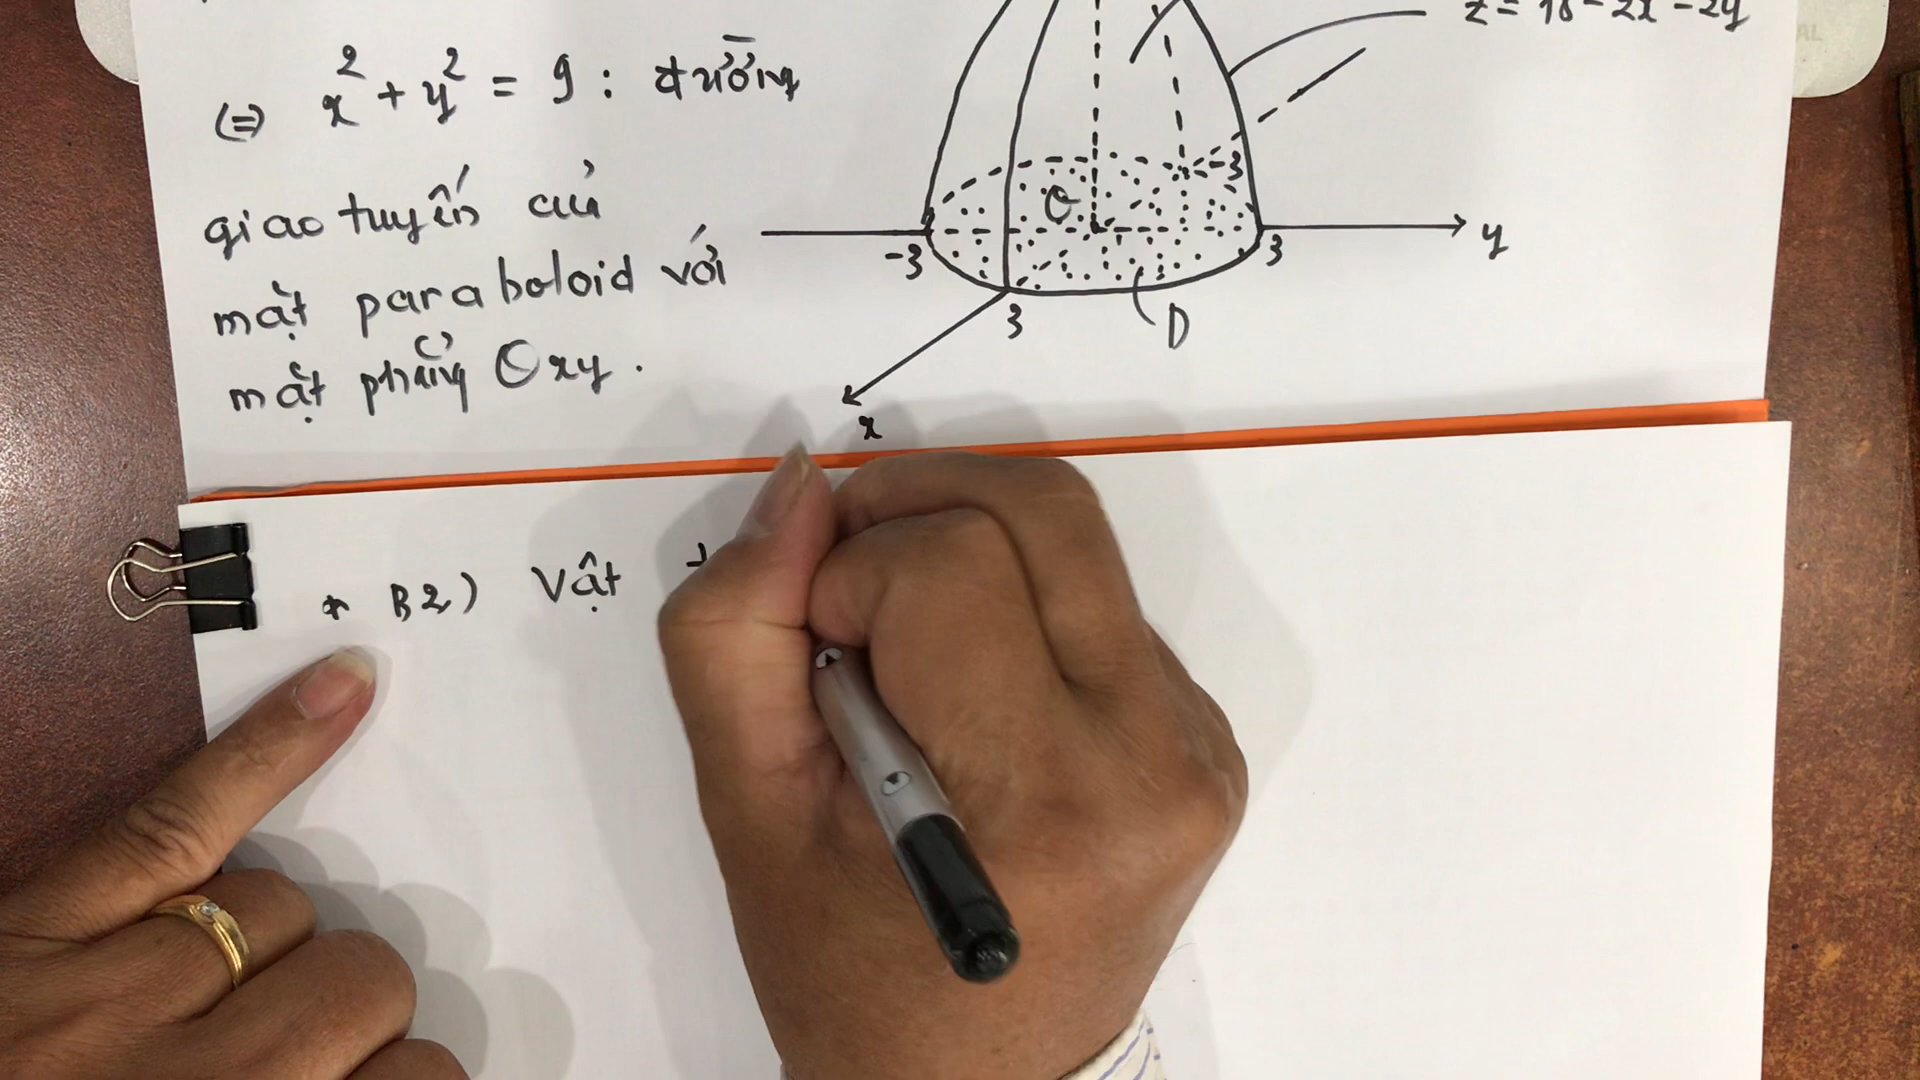 z = 18 - 2x² - 2y²
(=) x² + y² = 9 : đường
giao tuyến của
mặt paraboloid với
mặt phẳng Oxy.
-3
O
-3
3
y
3
D
x
* B2) Vật